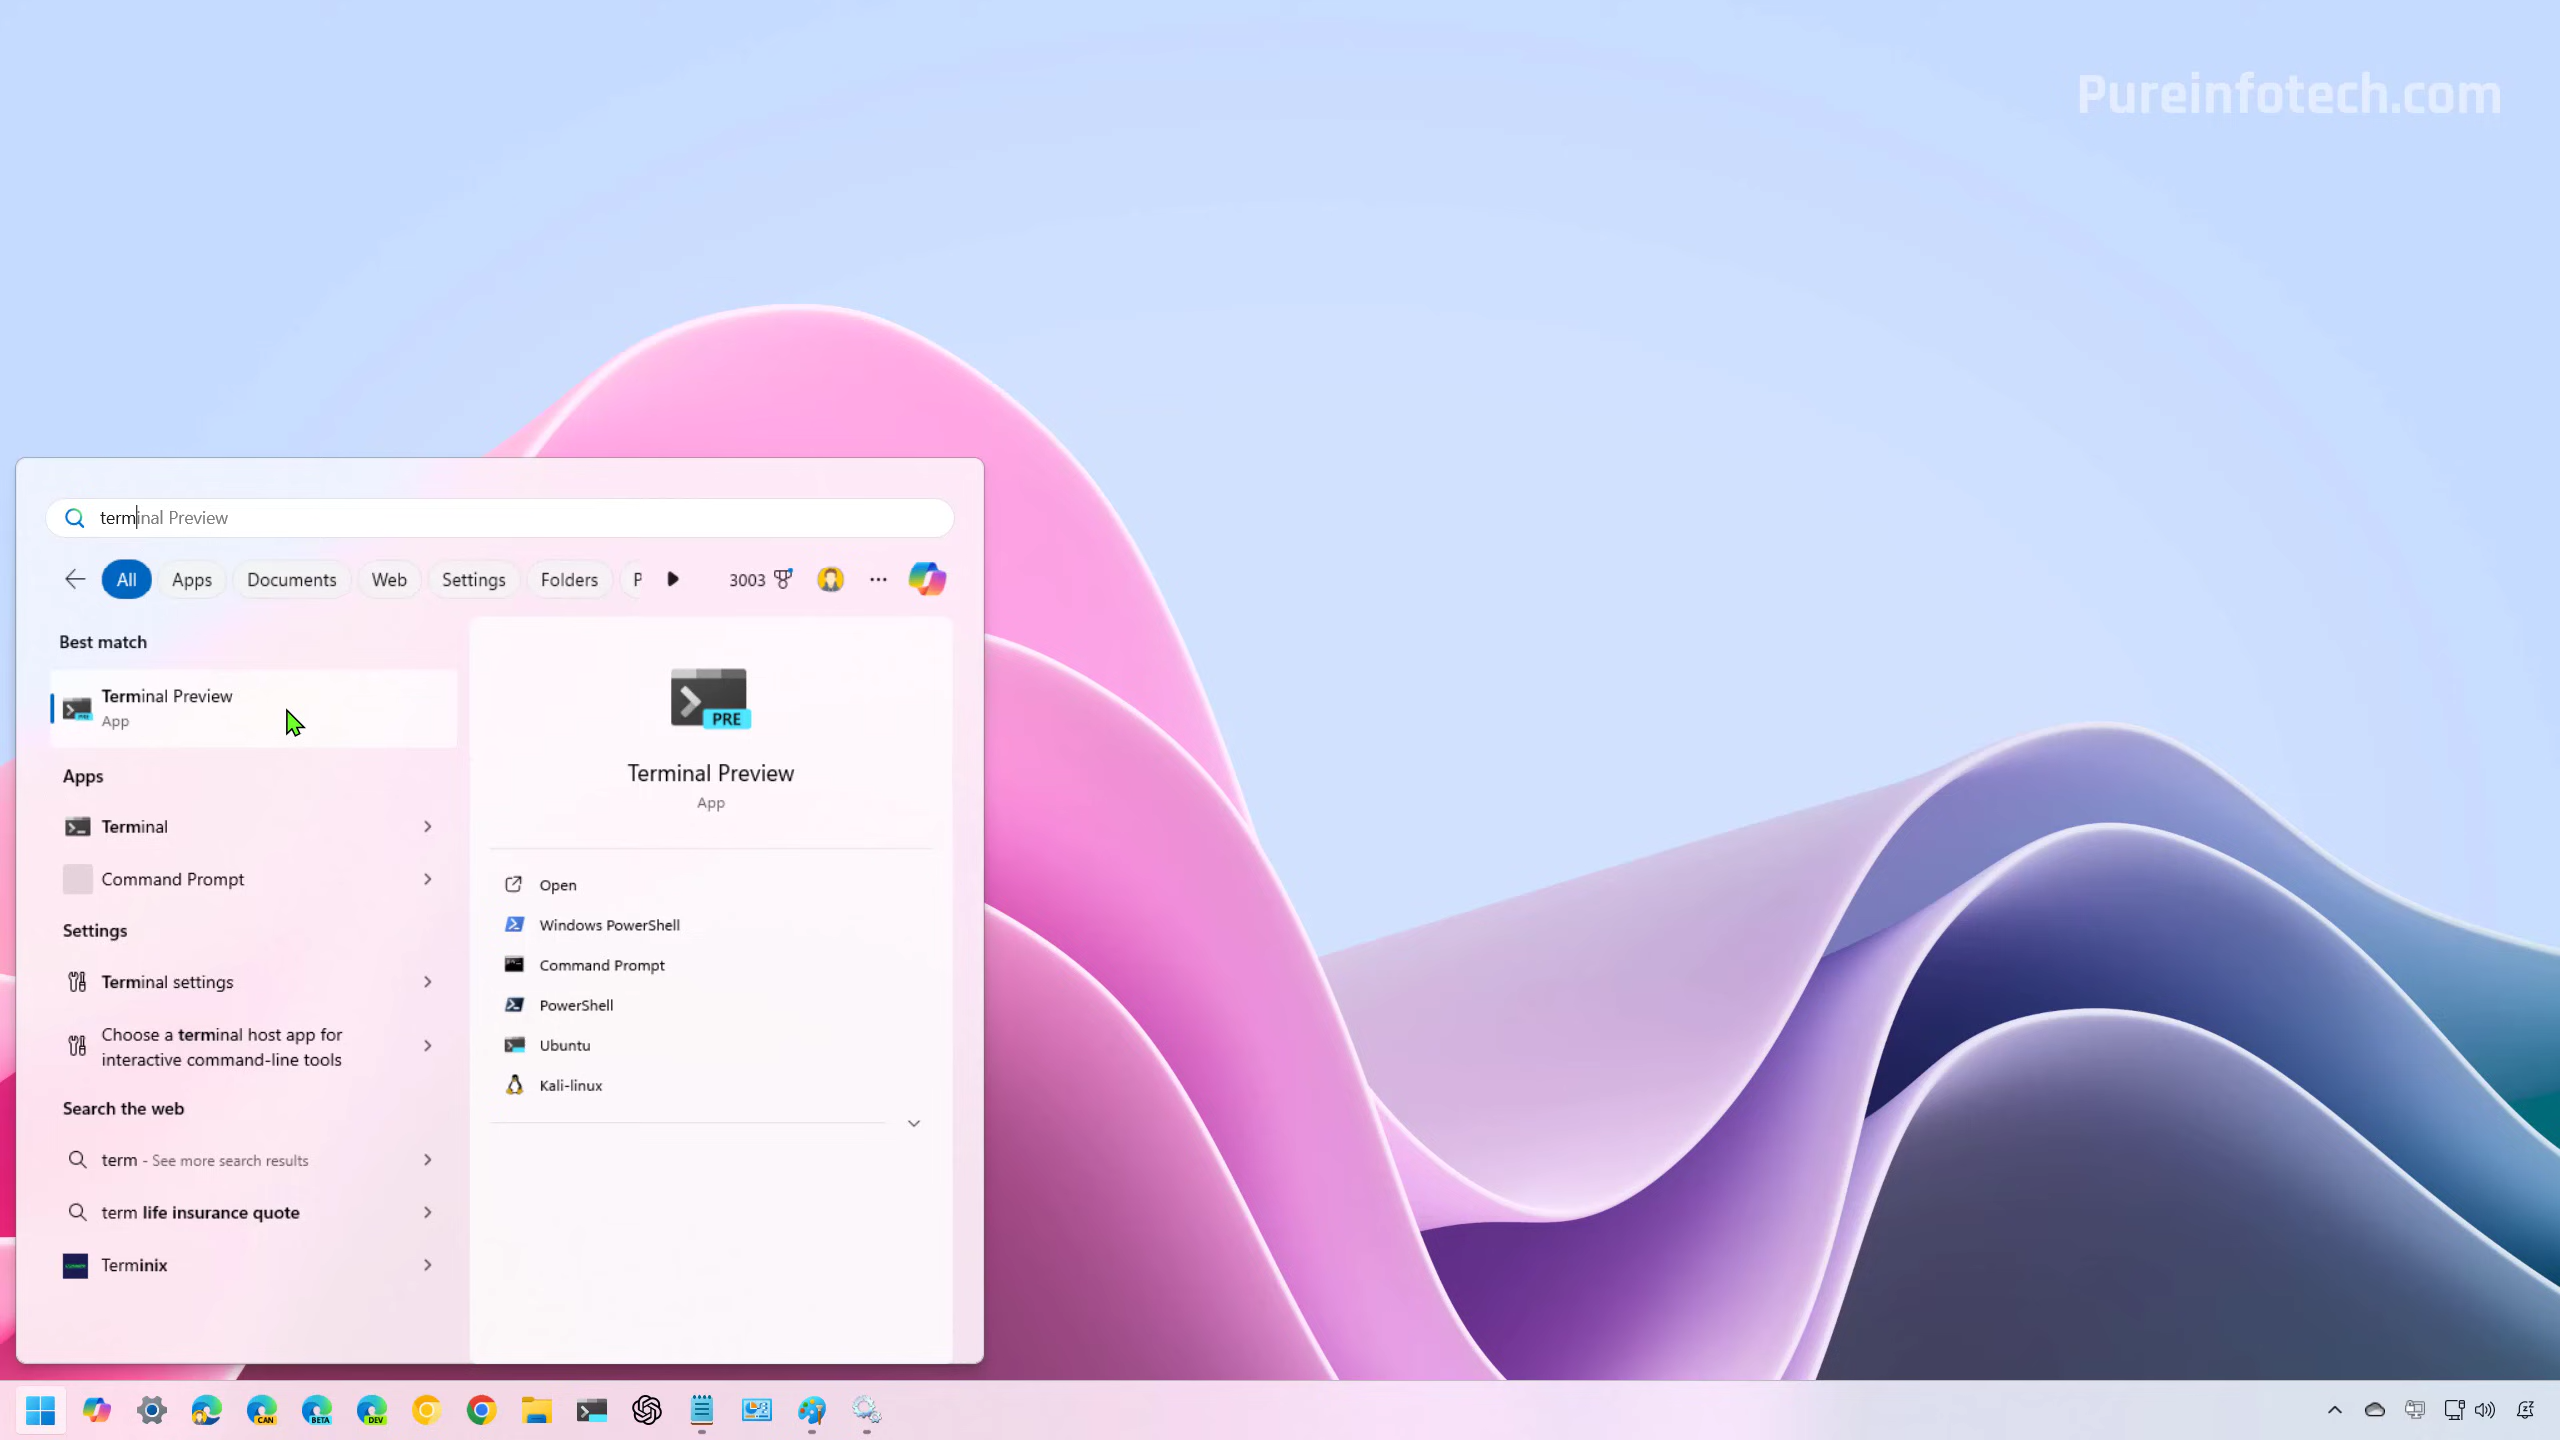 Pureinfotech.com
terminal Preview
All Apps Documents Web Settings Folders P 3003
Best match
Terminal Preview
App
Apps
Terminal
Command Prompt
Settings
Terminal settings
Choose a terminal host app for
interactive command-line tools
Search the web
term - See more search results
term life insurance quote
Terminix
PRE
Terminal Preview
App
Open
Windows PowerShell
Command Prompt
PowerShell
Ubuntu
Kali-linux
CAN BETA DEV